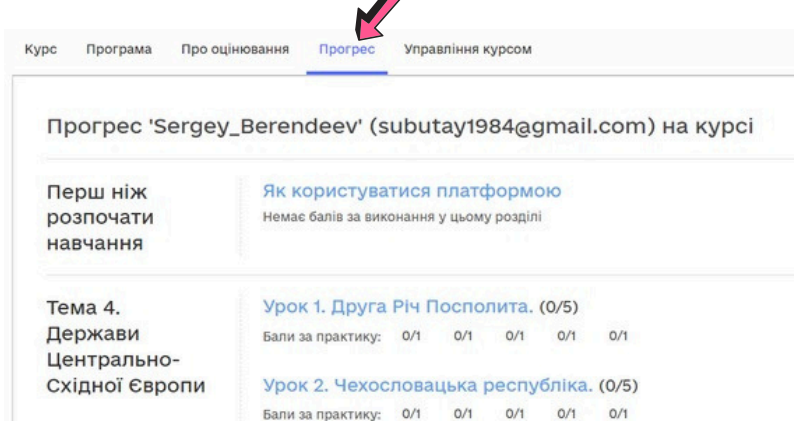 Курс Програма Про оцінювання Прогрес Управління курсом
Прогрес 'Sergey_Berendeev' (subutay1984@gmail.com) на курсі
Перш ніж
розпочати
навчання
Як користуватися платформою
Немає балів за виконання у цьому розділі
Тема 4.
Держави
Центрально-
Східної Європи
Урок 1. Друга Річ Посполита. (0/5)
Бали за практику: 0/1 0/1 0/1 0/1 0/1
Урок 2. Чехословацька республіка. (0/5)
Бали за практику: 0/1 0/1 0/1 0/1 0/1